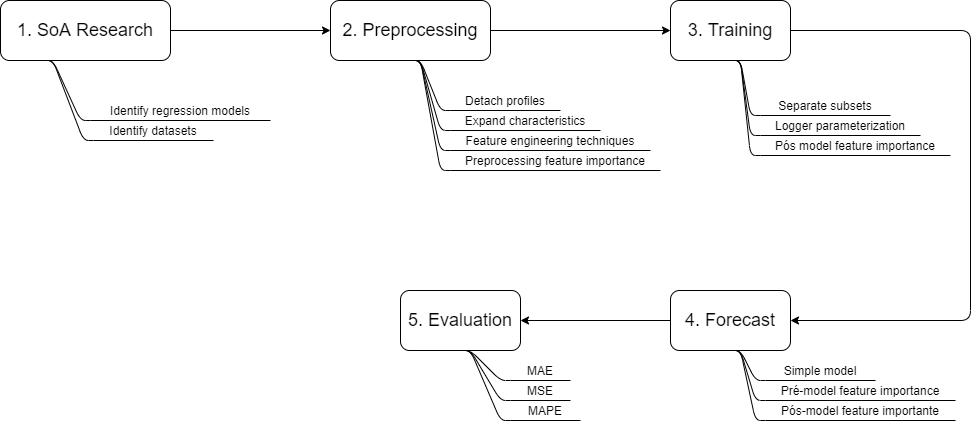 1. SoA Research
Identify regression models
Identify datasets
2. Preprocessing
Detach profiles
Expand characteristics
Feature engineering techniques
Preprocessing feature importance
3. Training
Separate subsets
Logger parameterization
Pós model feature importance
4. Forecast
Simple model
Pré-model feature importance
Pós-model feature importante
5. Evaluation
MAE
MSE
MAPE